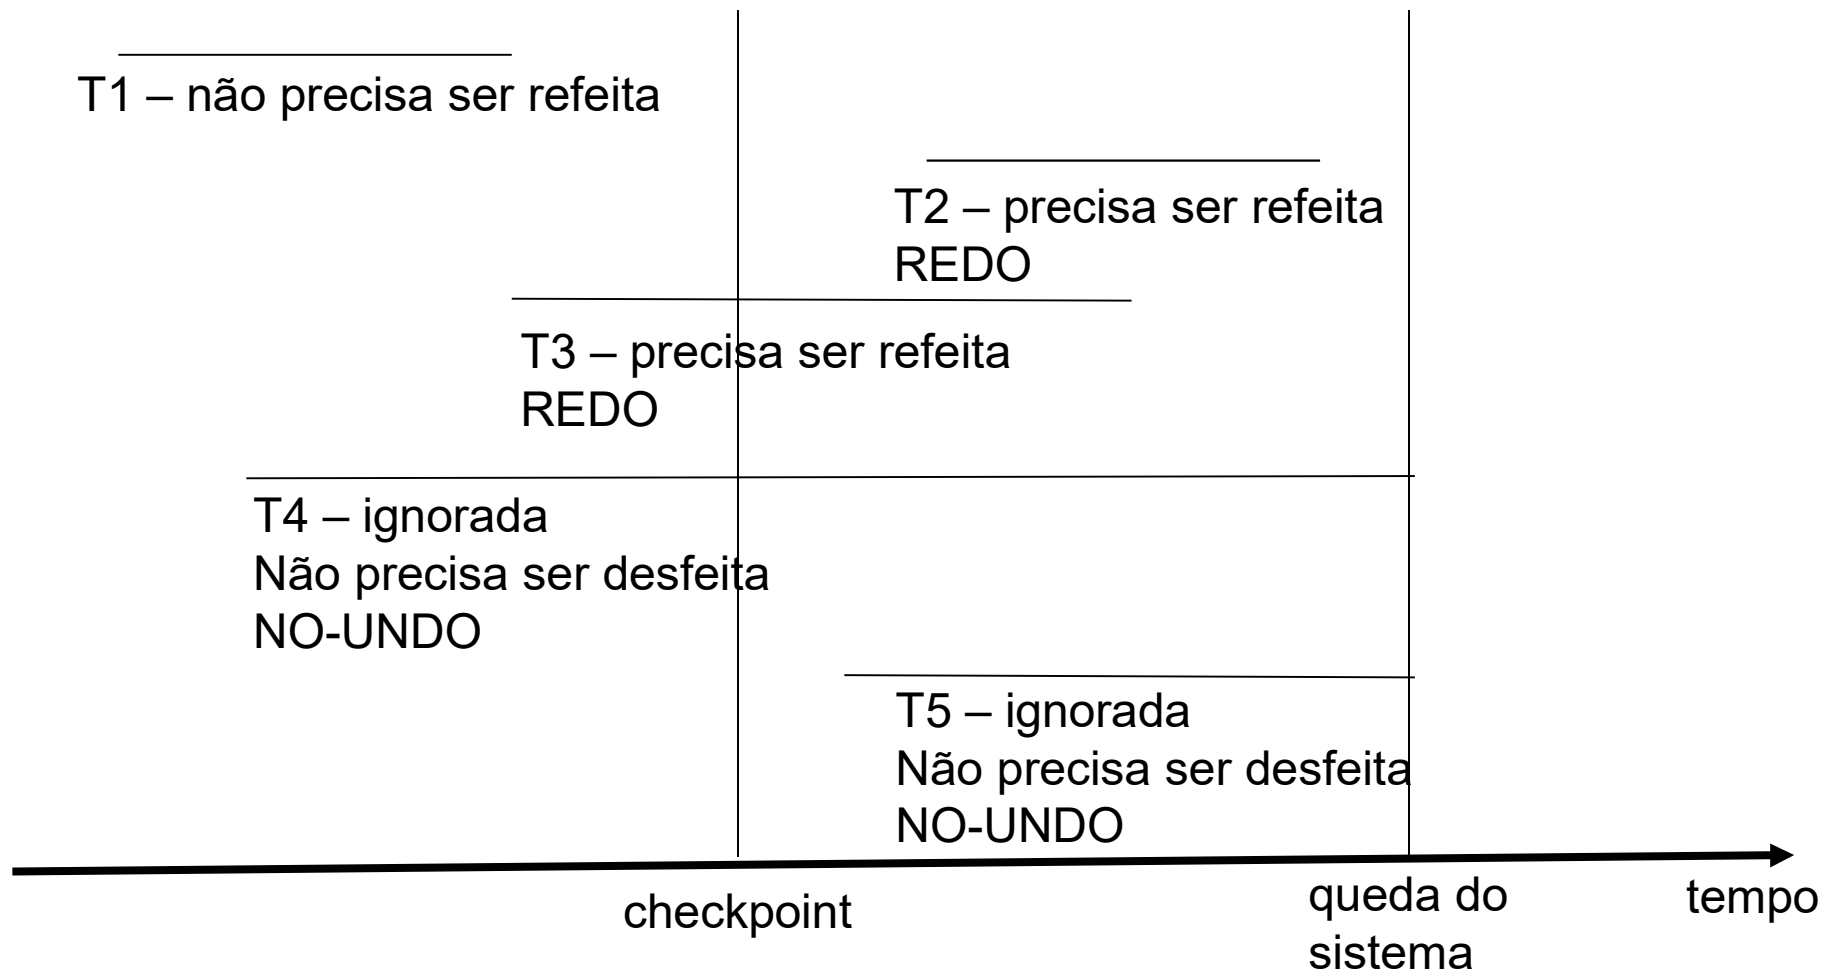 T1 – não precisa ser refeita
T2 – precisa ser refeita
REDO
T3 – precisa ser refeita
REDO
T4 – ignorada
Não precisa ser desfeita
NO-UNDO
T5 – ignorada
Não precisa ser desfeita
NO-UNDO
checkpoint
queda do
sistema
tempo